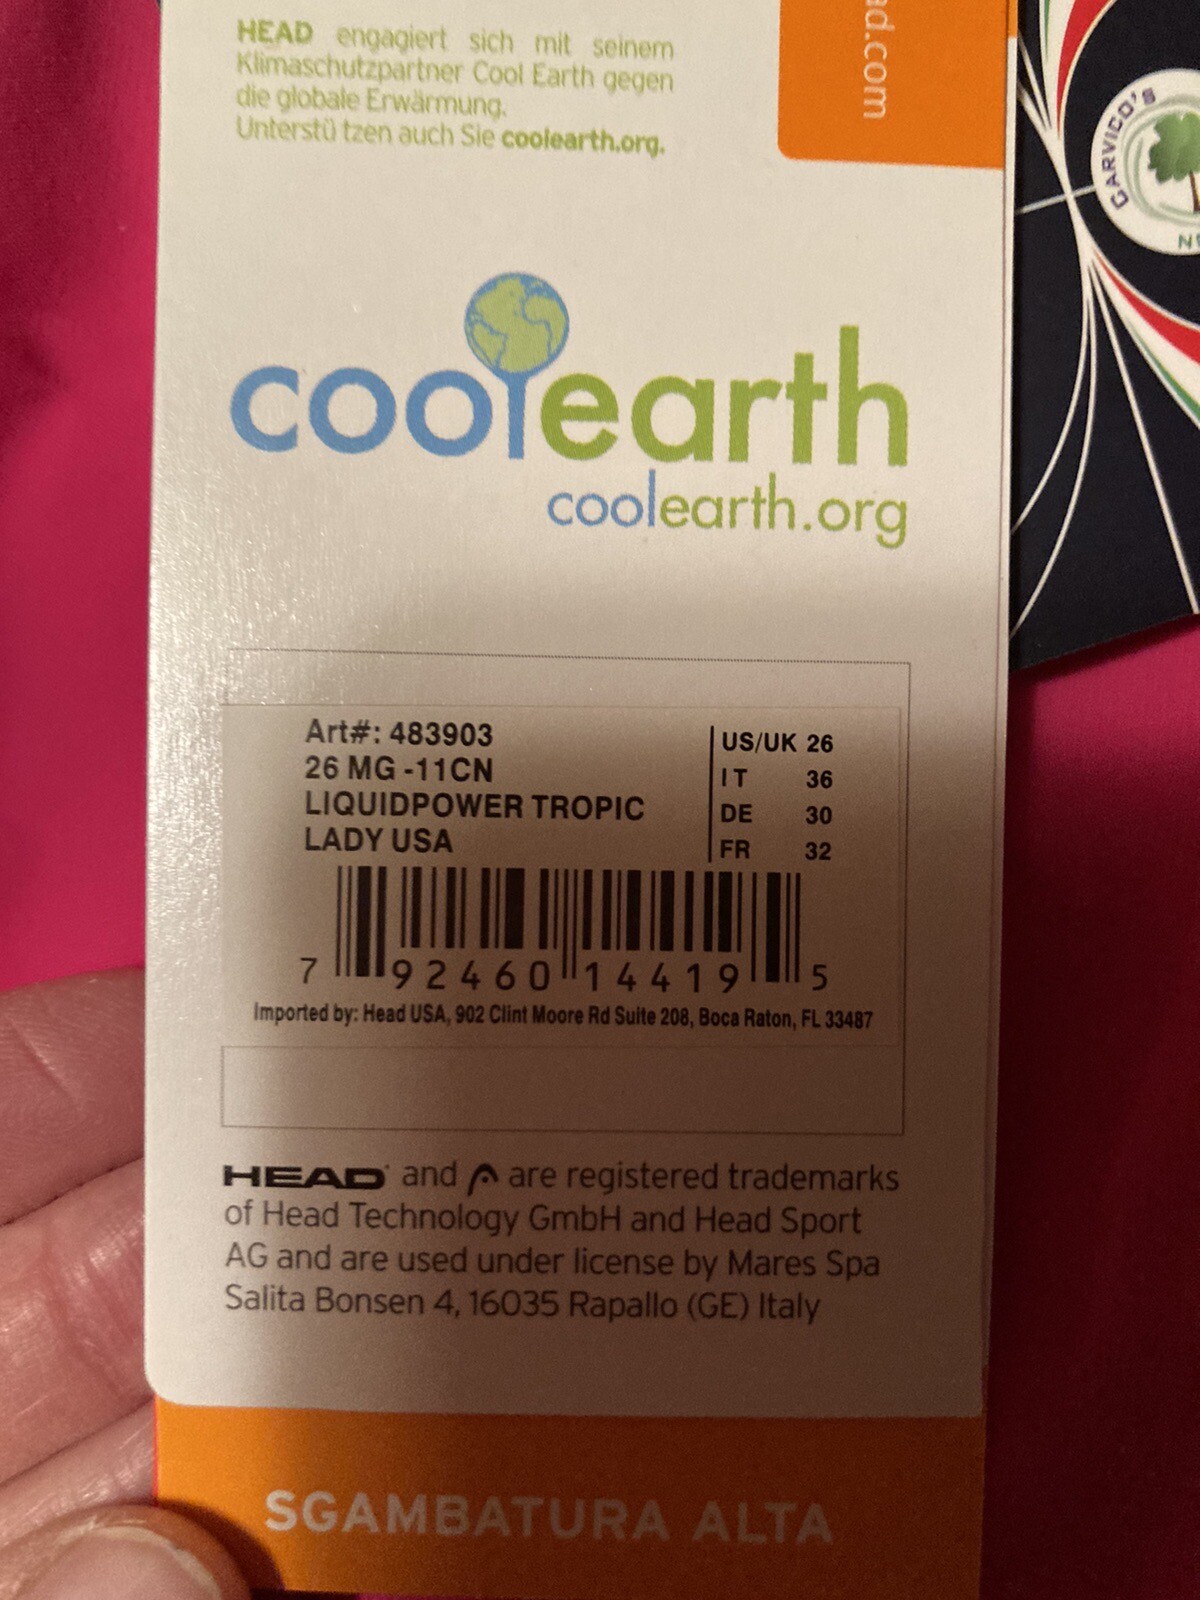 HEAD engagiert sich mit seinem
Klimaschutzpartner Cool Earth gegen
die globale Erwärmung.
Unterstü tzen auch Sie coolearth.org.
ad.com
CARVICO'S
coolearth
coolearth.org
Art#: 483903
26 MG -11CN
LIQUIDPOWER TROPIC
LADY USA
US/UK 26
IT 36
DE 30
FR 32
7 92460 14419 5
Imported by: Head USA, 902 Clint Moore Rd Suite 208, Boca Raton, FL 33487
HEAD and are registered trademarks
of Head Technology GmbH and Head Sport
AG and are used under license by Mares Spa
Salita Bonsen 4, 16035 Rapallo (GE) Italy
SGAMBATURA ALTA